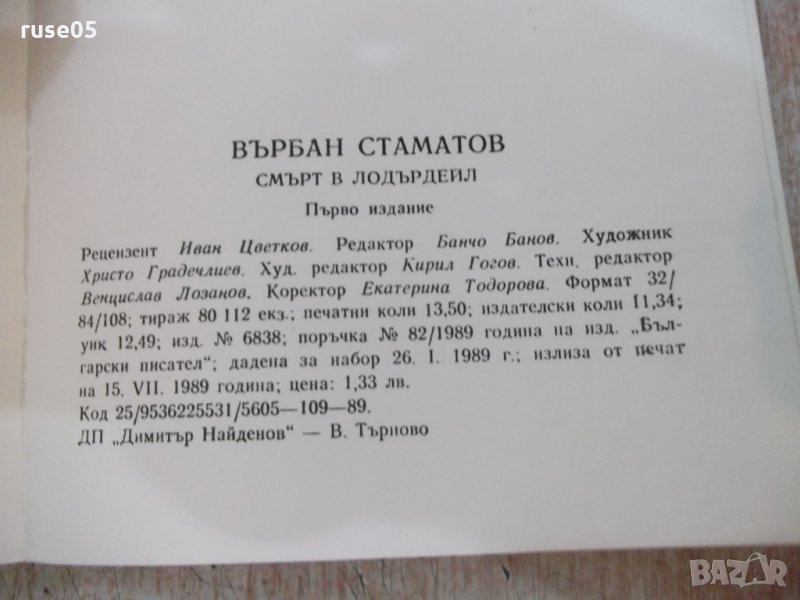 ruse05
ВЪРБАН СТАМАТОВ
СМЪРТ В ЛОДЪРДЕЙЛ
Първо издание
Рецензент Иван Цветков. Редактор Банчо Банов. Художник
Христо Градечлиев. Худ. редактор Кирил Гогов. Техн. редактор
Венцислав Лозанов. Коректор Екатерина Тодорова. Формат 32/
84/108; тираж 80 112 екз.; печатни коли 13,50; издателски коли 11,34;
уик 12,49; изд. № 6838; поръчка № 82/1989 година на изд. „Бъл-
гарски писател“; дадена за набор 26. I. 1989 г.; излиза от печат
на 15. VII. 1989 година; цена: 1,33 лв.
Код 25/9536225531/5605—109—89.
ДП „Димитър Найденов“ — В. Търново
BAZAR